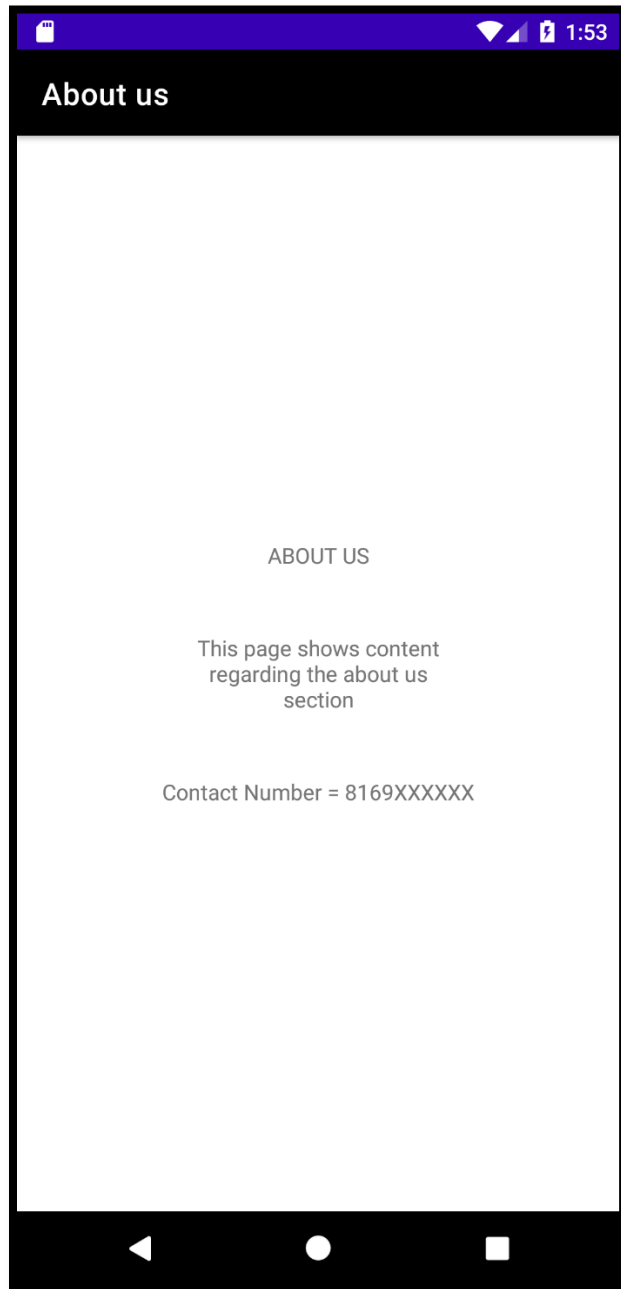 1:53
About us
ABOUT US
This page shows content
regarding the about us
section
Contact Number = 8169XXXXXX